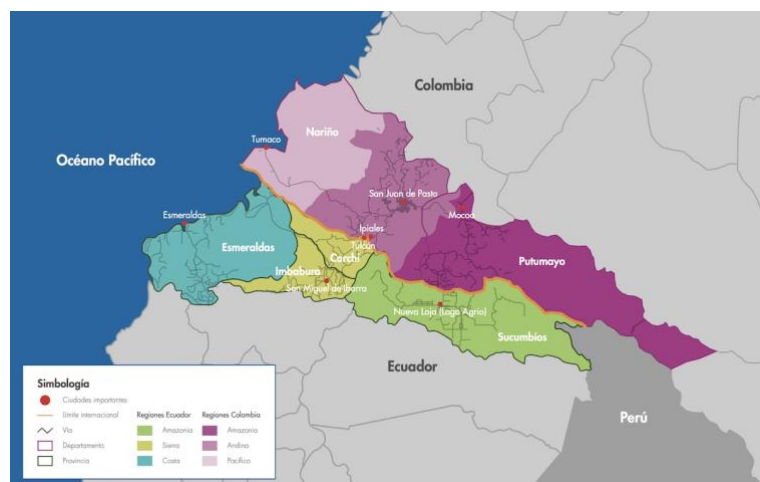 Colombia
Nariño
Tumaco
Océano Pacífico
San Juan de Pasto
Mocoa
Esmeraldas
Ipiales
Tulcán
Esmeraldas
Carchi
Putumayo
Imbabura
San Miguel de Ibarra
Nueva Loja (Lago Agrio)
Sucumbíos
Ecuador
Perú
Simbología
Ciudades importantes
Límite internacional
Vía
Departamento
Provincia
Regiones Ecuador
Amazonía
Sierra
Costa
Regiones Colombia
Amazonía
Andina
Pacífico